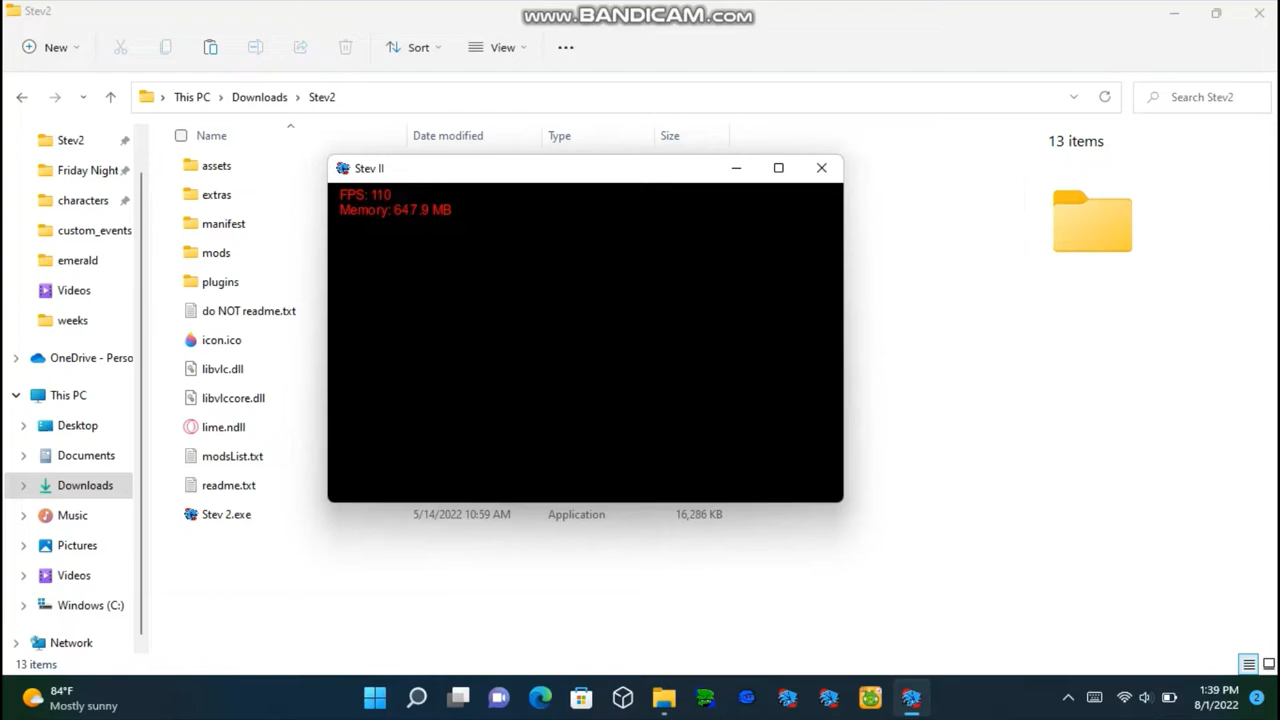 Stev2
www.BANDICAM.com
New
Sort
View
This PC
Downloads
Stev2
Search Stev2
Stev2
Friday Night
characters
custom_events
emerald
Videos
weeks
OneDrive - Perso
This PC
Desktop
Documents
Downloads
Music
Pictures
Videos
Windows (C:)
Network
Name
Date modified
Type
Size
assets
extras
manifest
mods
plugins
do NOT readme.txt
icon.ico
libvlc.dll
libvlccore.dll
lime.ndll
modsList.txt
readme.txt
Stev 2.exe
5/14/2022 10:59 AM
Application
16,286 KB
Stev II
FPS: 110
Memory: 647.9 MB
13 items
13 items
84°F
Mostly sunny
1:39 PM
8/1/2022
2